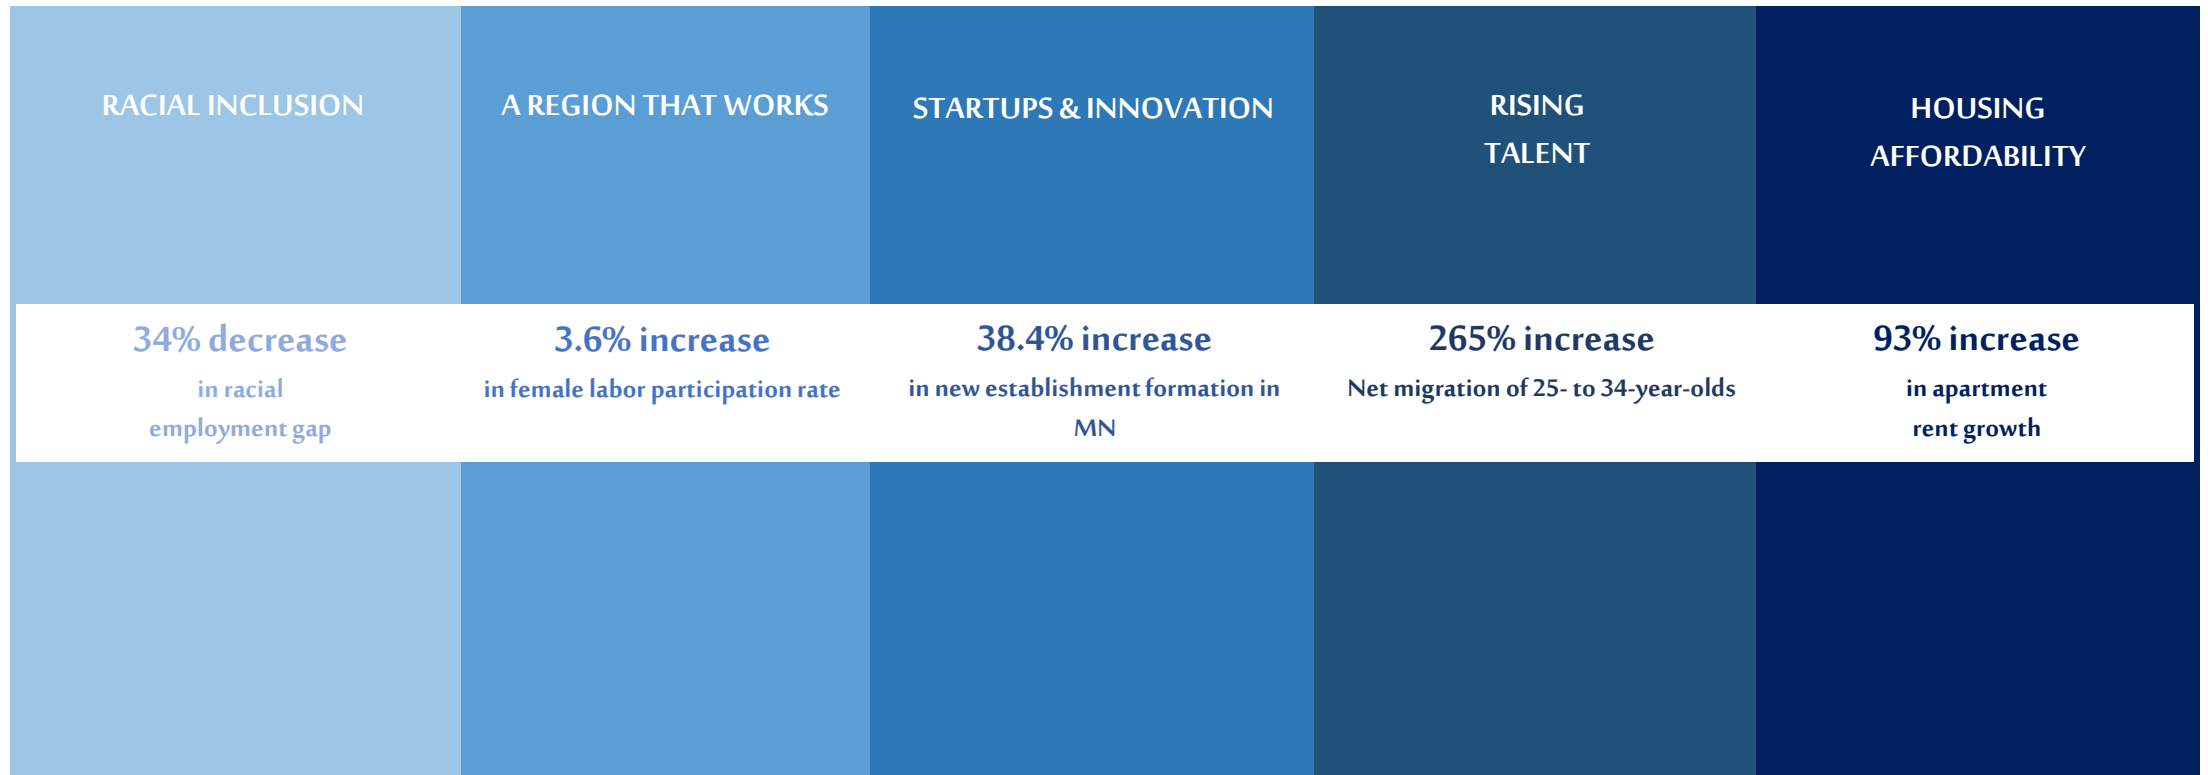 RACIAL INCLUSION
34% decrease
in racial
employment gap
A REGION THAT WORKS
3.6% increase
in female labor participation rate
STARTUPS & INNOVATION
38.4% increase
in new establishment formation in
MN
RISING
TALENT
265% increase
Net migration of 25- to 34-year-olds
HOUSING
AFFORDABILITY
93% increase
in apartment
rent growth